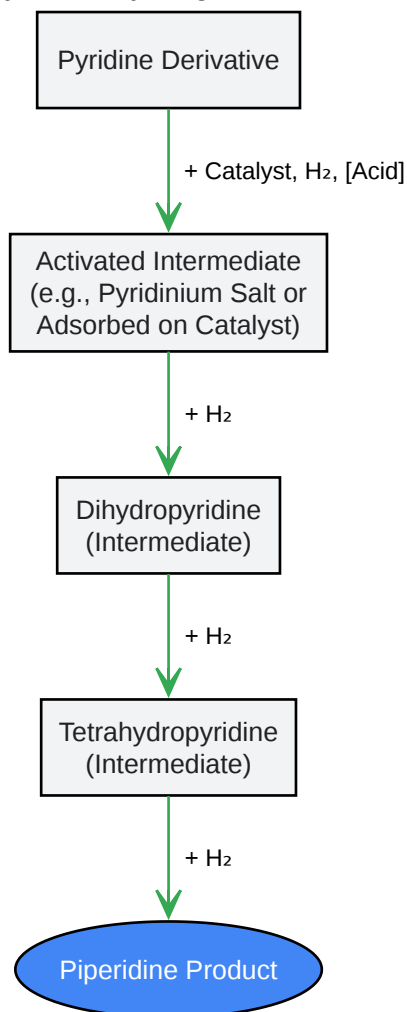 Pyridine Derivative
+ Catalyst, H₂, [Acid]
Activated Intermediate
(e.g., Pyridinium Salt or
Adsorbed on Catalyst)
+ H₂
Dihydropyridine
(Intermediate)
+ H₂
Tetrahydropyridine
(Intermediate)
+ H₂
Piperidine Product